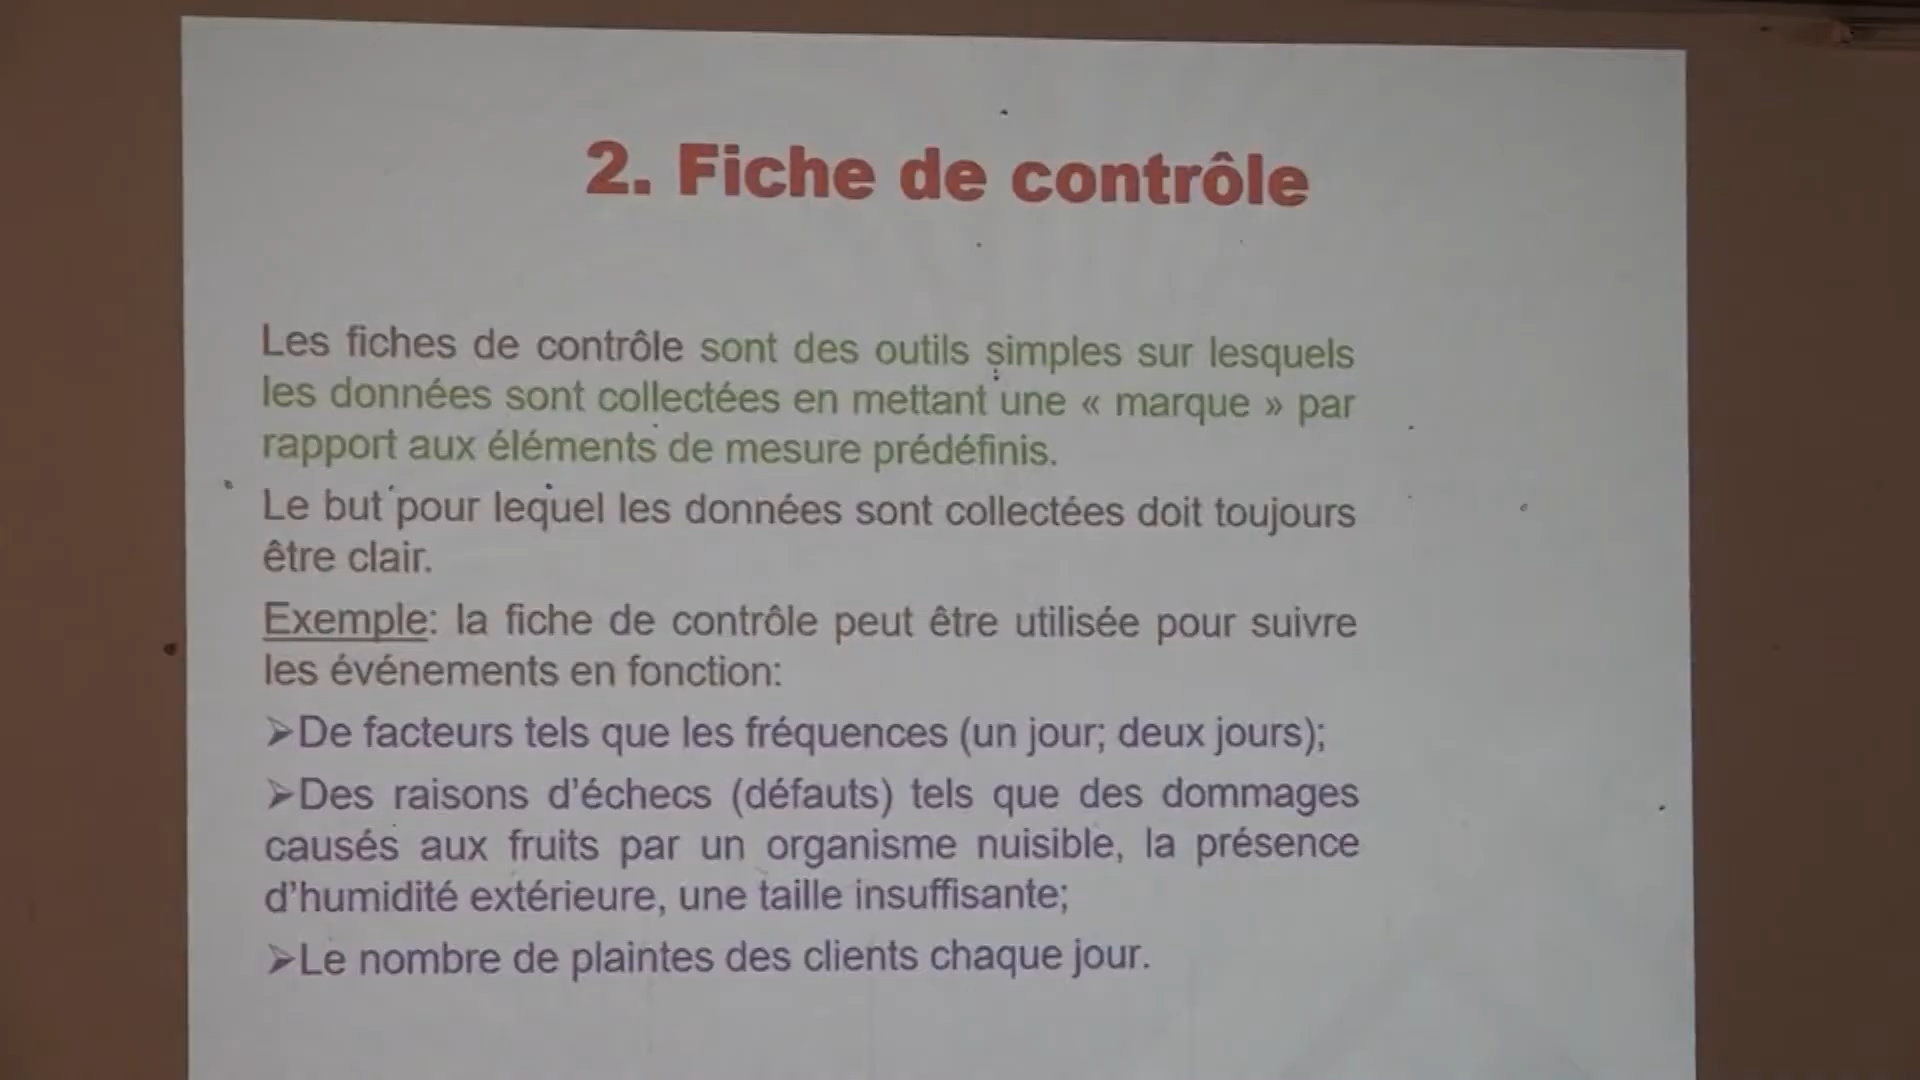 2. Fiche de contrôle
Les fiches de contrôle sont des outils simples sur lesquels
les données sont collectées en mettant une « marque » par
rapport aux éléments de mesure prédéfinis.
Le but pour lequel les données sont collectées doit toujours
être clair.
Exemple: la fiche de contrôle peut être utilisée pour suivre
les événements en fonction:
➢De facteurs tels que les fréquences (un jour; deux jours);
➢Des raisons d'échecs (défauts) tels que des dommages
causés aux fruits par un organisme nuisible, la présence
d'humidité extérieure, une taille insuffisante;
➢Le nombre de plaintes des clients chaque jour.